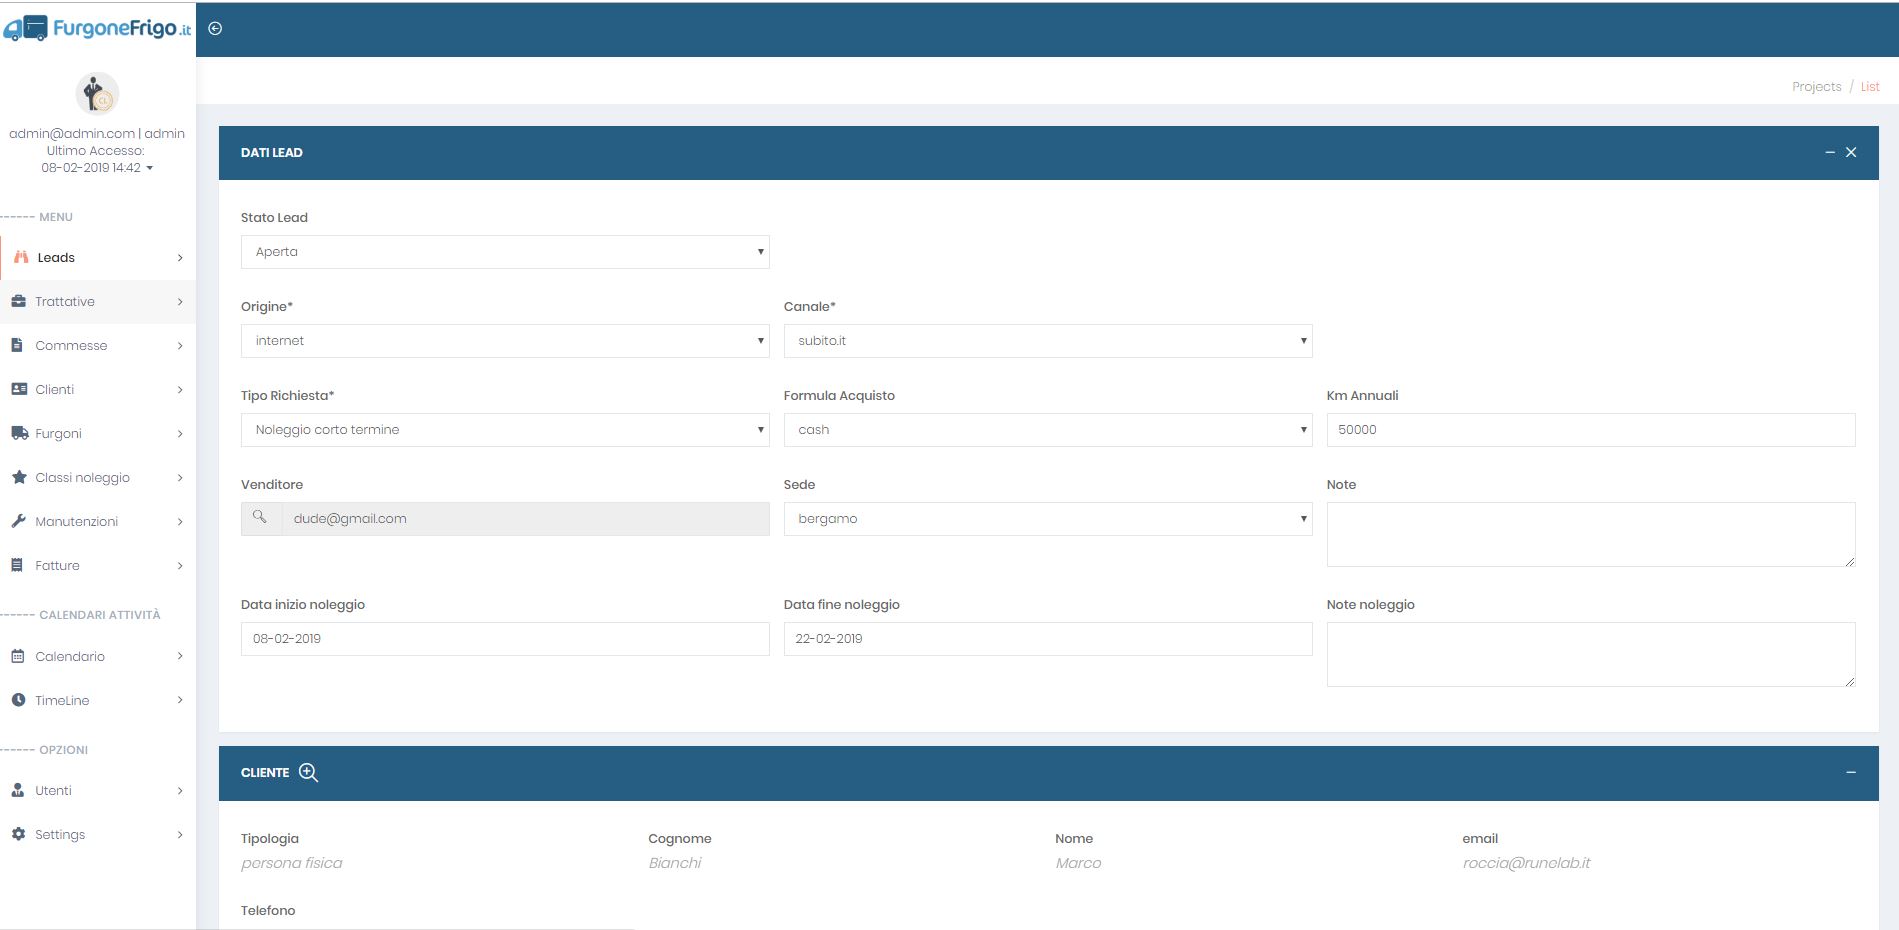 FurgoneFrigo.it
Projects / List
CL
admin@admin.com | admin
Ultimo Accesso:
08-02-2019 14:42
------ MENU
Leads
Trattative
Commesse
Clienti
Furgoni
Classi noleggio
Manutenzioni
Fatture
------ CALENDARI ATTIVITÀ
Calendario
TimeLine
------ OPZIONI
Utenti
Settings
DATI LEAD
Stato Lead
Aperta
Origine* Canale*
internet subito.it
Tipo Richiesta* Formula Acquisto Km Annuali
Noleggio corto termine cash 50000
Venditore Sede Note
dude@gmail.com bergamo
Data inizio noleggio Data fine noleggio Note noleggio
08-02-2019 22-02-2019
CLIENTE
Tipologia Cognome Nome email
persona fisica Bianchi Marco roccia@runelab.it
Telefono